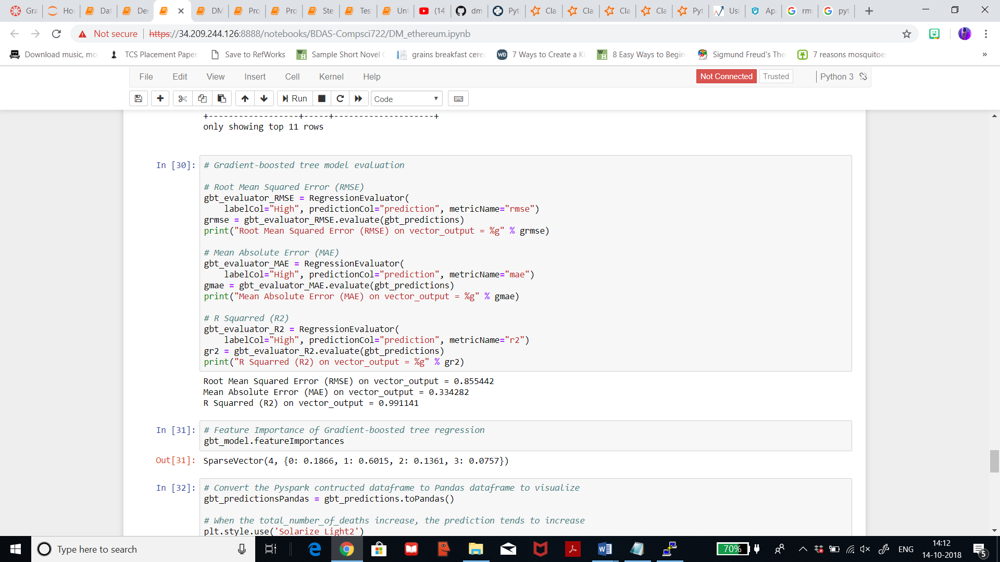 Gra
Ho
Dat
Der
DM
Pro
Pro
Ste
Tes
Unt
(14
dm
Pyt
Cla
Cla
Cla
Cla
Pyt
Usi
Ap
rm
pyt
Not secure
https://34.209.244.126:8888/notebooks/BDAS-Compsci722/DM_ethereum.ipynb
Download music, mo
TCS Placement Paper
Save to RefWorks
Sample Short Novel
grains breakfast cere
7 Ways to Create a Ki
8 Easy Ways to Begin
Sigmund Freud's The
7 reasons mosquitoe
»
File Edit View Insert Cell Kernel Help
Not Connected
Trusted
Python 3
Run
Code
+------------------+-----+--------------------+
only showing top 11 rows
In [30]:
# Gradient-boosted tree model evaluation
# Root Mean Squared Error (RMSE)
gbt_evaluator_RMSE = RegressionEvaluator(
    labelCol="High", predictionCol="prediction", metricName="rmse")
grmse = gbt_evaluator_RMSE.evaluate(gbt_predictions)
print("Root Mean Squared Error (RMSE) on vector_output = %g" % grmse)
# Mean Absolute Error (MAE)
gbt_evaluator_MAE = RegressionEvaluator(
    labelCol="High", predictionCol="prediction", metricName="mae")
gmae = gbt_evaluator_MAE.evaluate(gbt_predictions)
print("Mean Absolute Error (MAE) on vector_output = %g" % gmae)
# R Squarred (R2)
gbt_evaluator_R2 = RegressionEvaluator(
    labelCol="High", predictionCol="prediction", metricName="r2")
gr2 = gbt_evaluator_R2.evaluate(gbt_predictions)
print("R Squarred (R2) on vector_output = %g" % gr2)
Root Mean Squared Error (RMSE) on vector_output = 0.855442
Mean Absolute Error (MAE) on vector_output = 0.334282
R Squarred (R2) on vector_output = 0.991141
In [31]:
# Feature Importance of Gradient-boosted tree regression
gbt_model.featureImportances
Out[31]: SparseVector(4, {0: 0.1866, 1: 0.6015, 2: 0.1361, 3: 0.0757})
In [32]:
# Convert the Pyspark contructed dataframe to Pandas dataframe to visualize
gbt_predictionsPandas = gbt_predictions.toPandas()
# When the total_number_of_deaths increase, the prediction tends to increase
plt.style.use('Solarize_Light2')
Type here to search
70%
ENG
14:12
14-10-2018
5